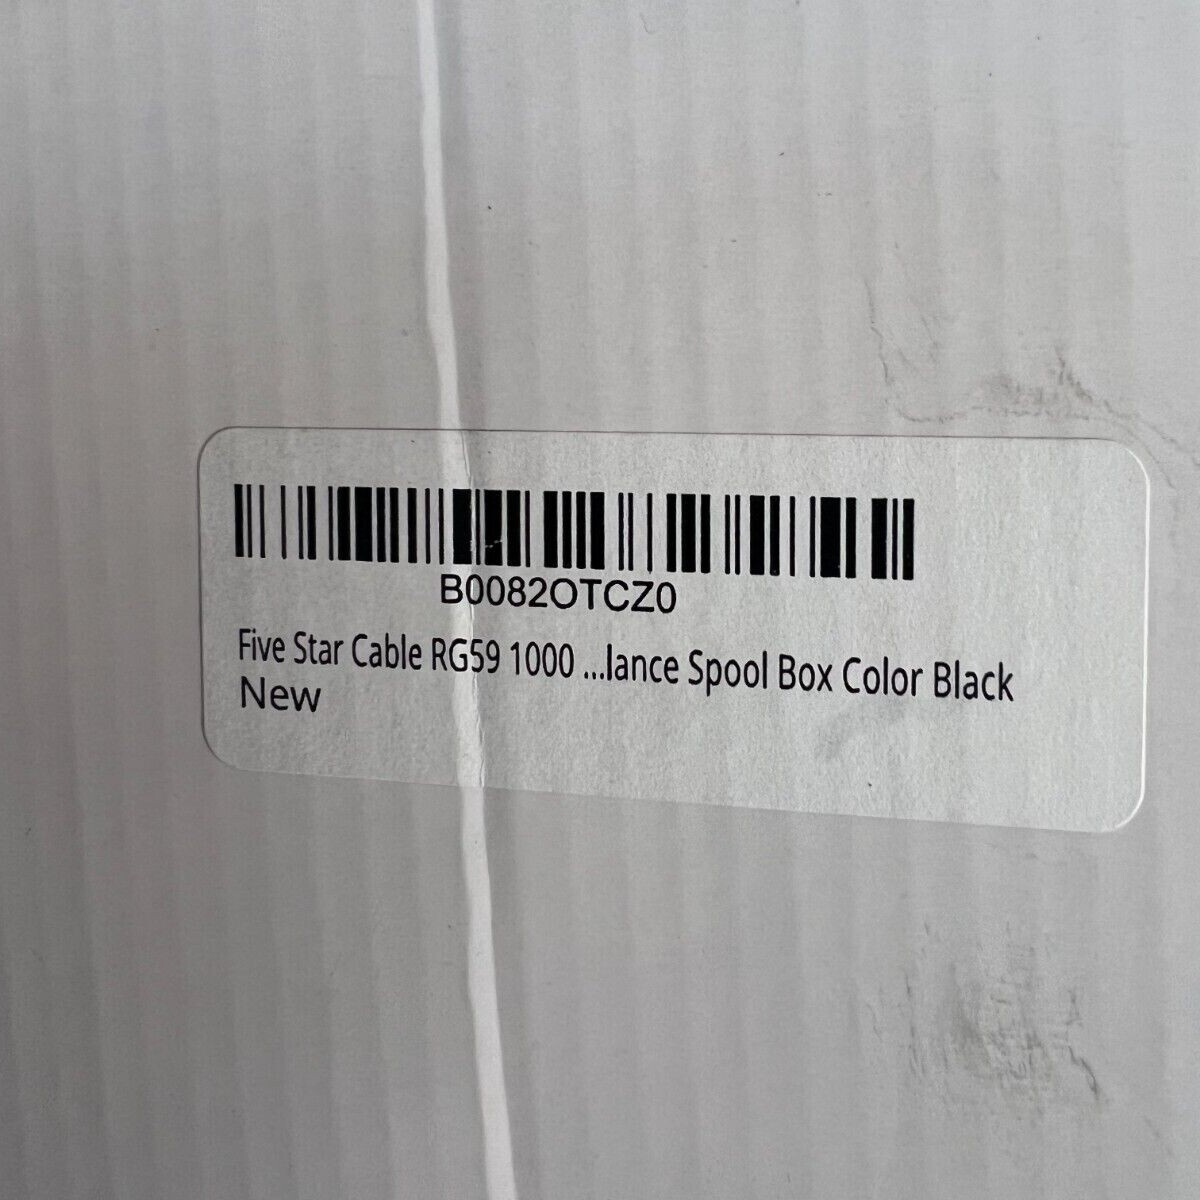 B0082OTCZ0
Five Star Cable RG59 1000 ...lance Spool Box Color Black
New